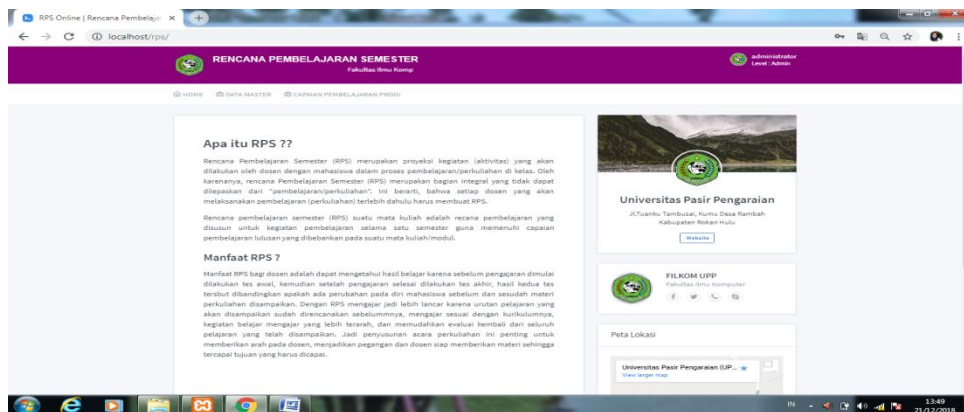 RPS Online | Rencana Pembelaja
localhost/rps/
RENCANA PEMBELAJARAN SEMESTER
Fakultas Ilmu Komp
administrator
Level : Admin
HOME DATA MASTER CAPAIAN PEMBELAJARAN PRODI
Apa itu RPS ??
Rencana Pembelajaran Semester (RPS) merupakan proyeksi kegiatan (aktivitas) yang akan
dilakukan oleh dosen dengan mahasiswa dalam proses pembelajaran/perkuliahan di kelas. Oleh
karenanya, rencana Pembelajaran Semester (RPS) merupakan bagian integral yang tidak dapat
dilepaskan dari "pembelajaran/perkuliahan". Ini berarti, bahwa setiap dosen yang akan
melaksanakan pembelajaran (perkuliahan) terlebih dahulu harus membuat RPS.
Rencana pembelajaran semester (RPS) suatu mata kuliah adalah recana pembelajaran yang
disusun untuk kegiatan pembelajaran selama satu semester guna memenuhi capaian
pembelajaran lulusan yang dibebankan pada suatu mata kuliah/modul.
Manfaat RPS ?
Manfaat RPS bagi dosen adalah dapat mengetahui hasil belajar karena sebelum pengajaran dimulai
dilakukan tes awal, kemudian setelah pengajaran selesai dilakukan tes akhir, hasil kedua tes
tersbut dibandingkan apakah ada perubahan pada diri mahasiswa sebelum dan sesudah materi
perkuliahan disampaikan. Dengan RPS mengajar jadi lebih lancar karena urutan pelajaran yang
akan disampaikan sudah direncanakan sebelummnya, mengajar sesuai dengan kurikulumnya,
kegiatan belajar mengajar yang lebih terarah, dan memudahkan evaluai kembali dari seluruh
pelajaran yang telah disampaikan. Jadi penyusunan acara perkuliahan ini penting untuk
memberikan arah pada dosen, menjadikan pegangan dan dosen siap memberikan materi sehingga
tercapai tujuan yang harus dicapai.
Universitas Pasir Pengaraian
Jl.Tuanku Tambusai, Kumu Desa Rambah
Kabupaten Rokan Hulu
Website
FILKOM UPP
Fakultas Ilmu Komputer
Peta Lokasi
Universitas Pasir Pengaraian (UP...
View larger map
IN
13:49
21/12/2018